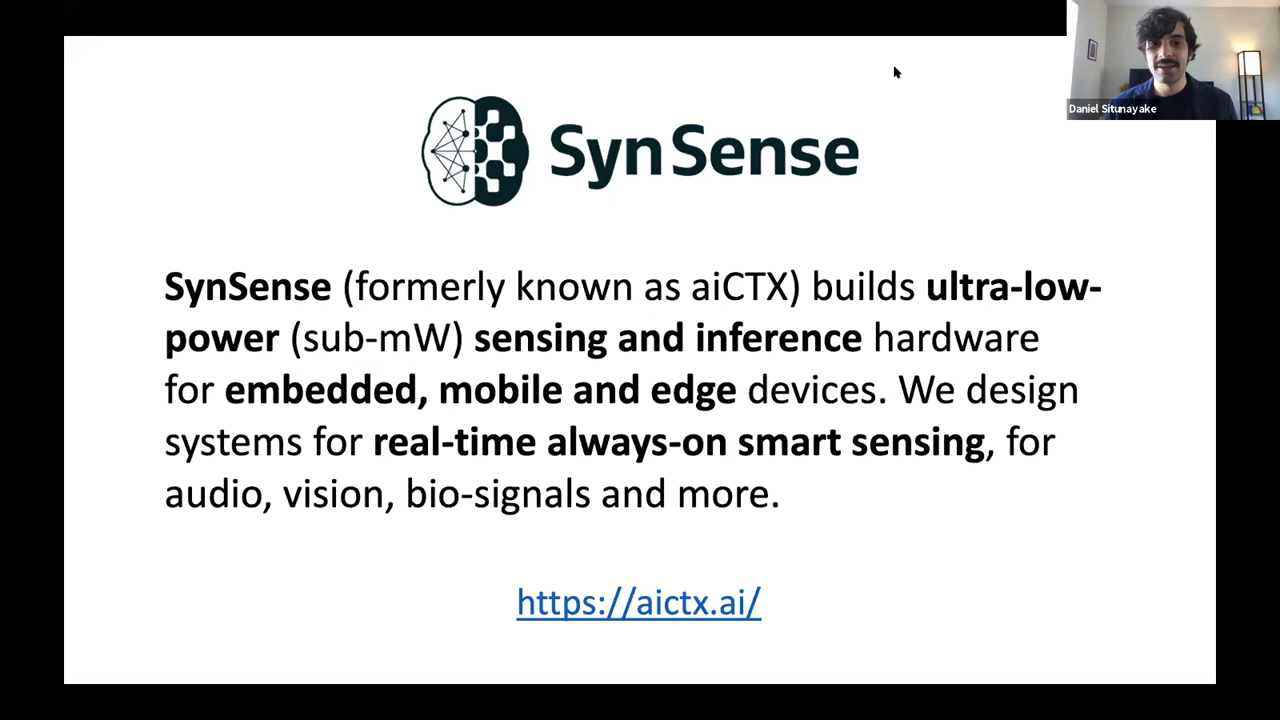 Daniel Situnayake
SynSense
SynSense (formerly known as aiCTX) builds ultra-low-
power (sub-mW) sensing and inference hardware
for embedded, mobile and edge devices. We design
systems for real-time always-on smart sensing, for
audio, vision, bio-signals and more.
https://aictx.ai/